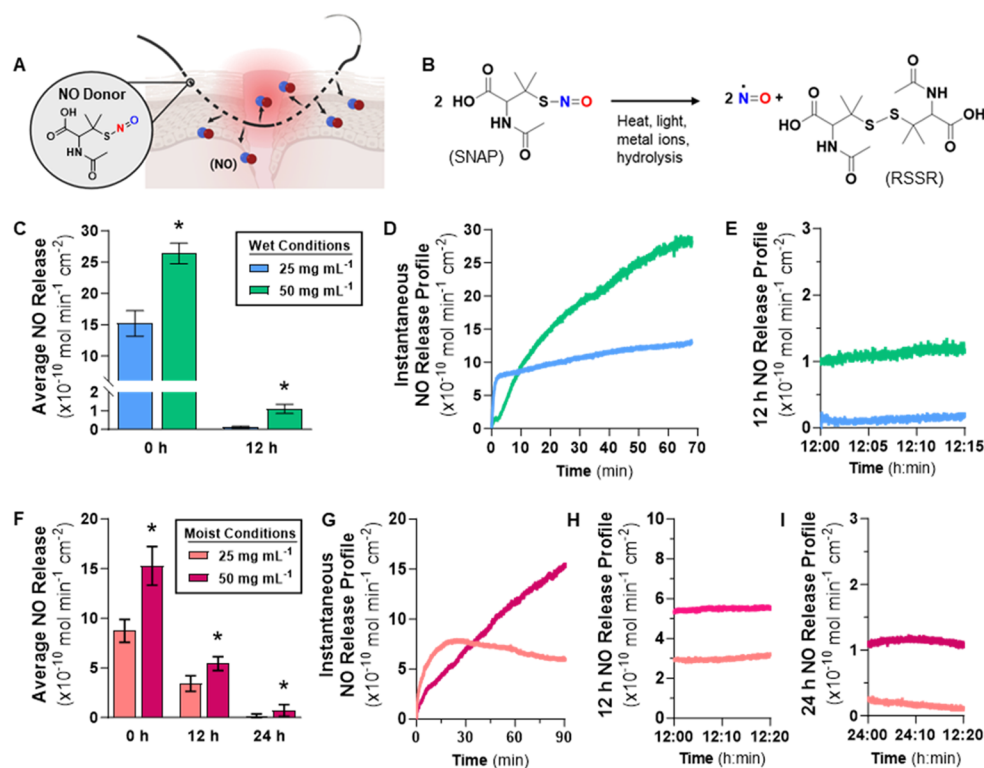 A
NO Donor
OH
O
S
N
O
HN
O
(NO)
B
2
O
HO
S-N=O
HN
O
(SNAP)
Heat, light,
metal ions,
hydrolysis
2 N=O +
O
HO
HN
O
S-S
O
NH
OH
O
(RSSR)
C
Average NO Release
(x10⁻¹⁰ mol min⁻¹ cm⁻²)
30
25
20
15
10
2
1
0
*
*
0 h
12 h
Wet Conditions
25 mg mL⁻¹
50 mg mL⁻¹
D
Instantaneous
NO Release Profile
(x10⁻¹⁰ mol min⁻¹ cm⁻²)
30
25
20
15
10
5
0
0 10 20 30 40 50 60 70
Time (min)
E
12 h NO Release Profile
(x10⁻¹⁰ mol min⁻¹ cm⁻²)
3
2
1
0
12:00 12:05 12:10 12:15
Time (h:min)
F
Average NO Release
(x10⁻¹⁰ mol min⁻¹ cm⁻²)
20
15
10
5
0
*
*
*
0 h
12 h
24 h
Moist Conditions
25 mg mL⁻¹
50 mg mL⁻¹
G
Instantaneous
NO Release Profile
(x10⁻¹⁰ mol min⁻¹ cm⁻²)
20
15
10
5
0
0 30 60 90
Time (min)
H
12 h NO Release Profile
(x10⁻¹⁰ mol min⁻¹ cm⁻²)
10
8
6
4
2
0
12:00 12:10 12:20
Time (h:min)
I
24 h NO Release Profile
(x10⁻¹⁰ mol min⁻¹ cm⁻²)
3
2
1
0
24:00 24:10 12:20
Time (h:min)